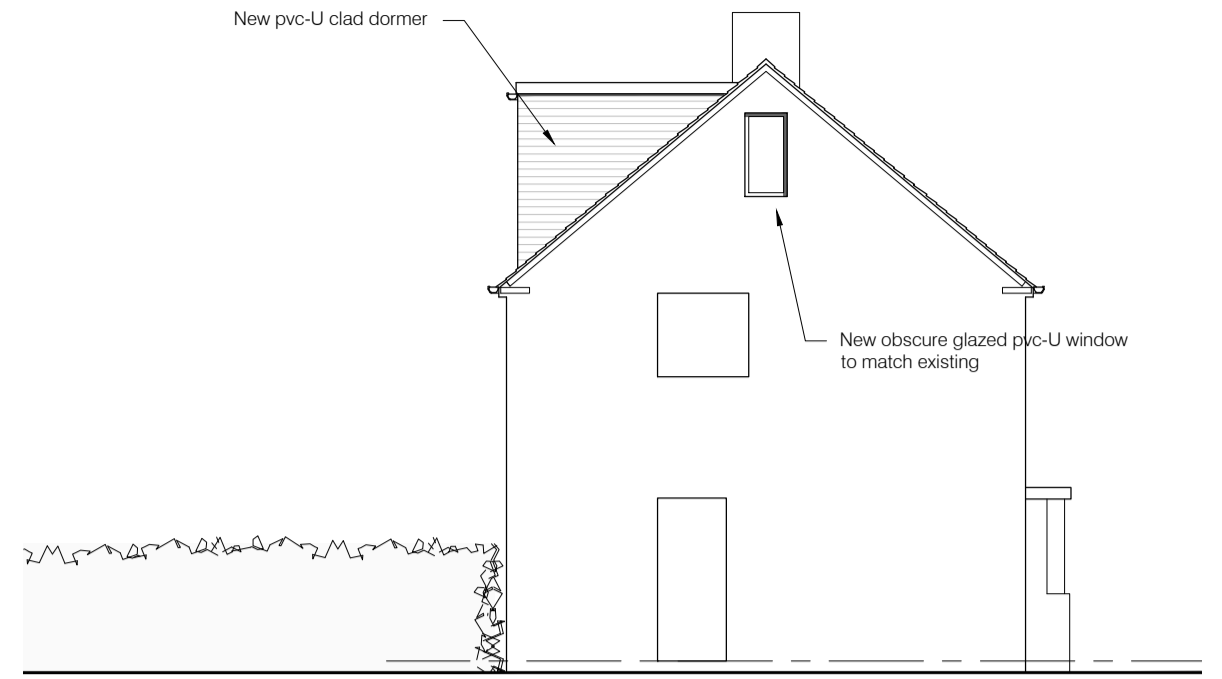 New pvc-U clad dormer
New obscure glazed pvc-U window
to match existing